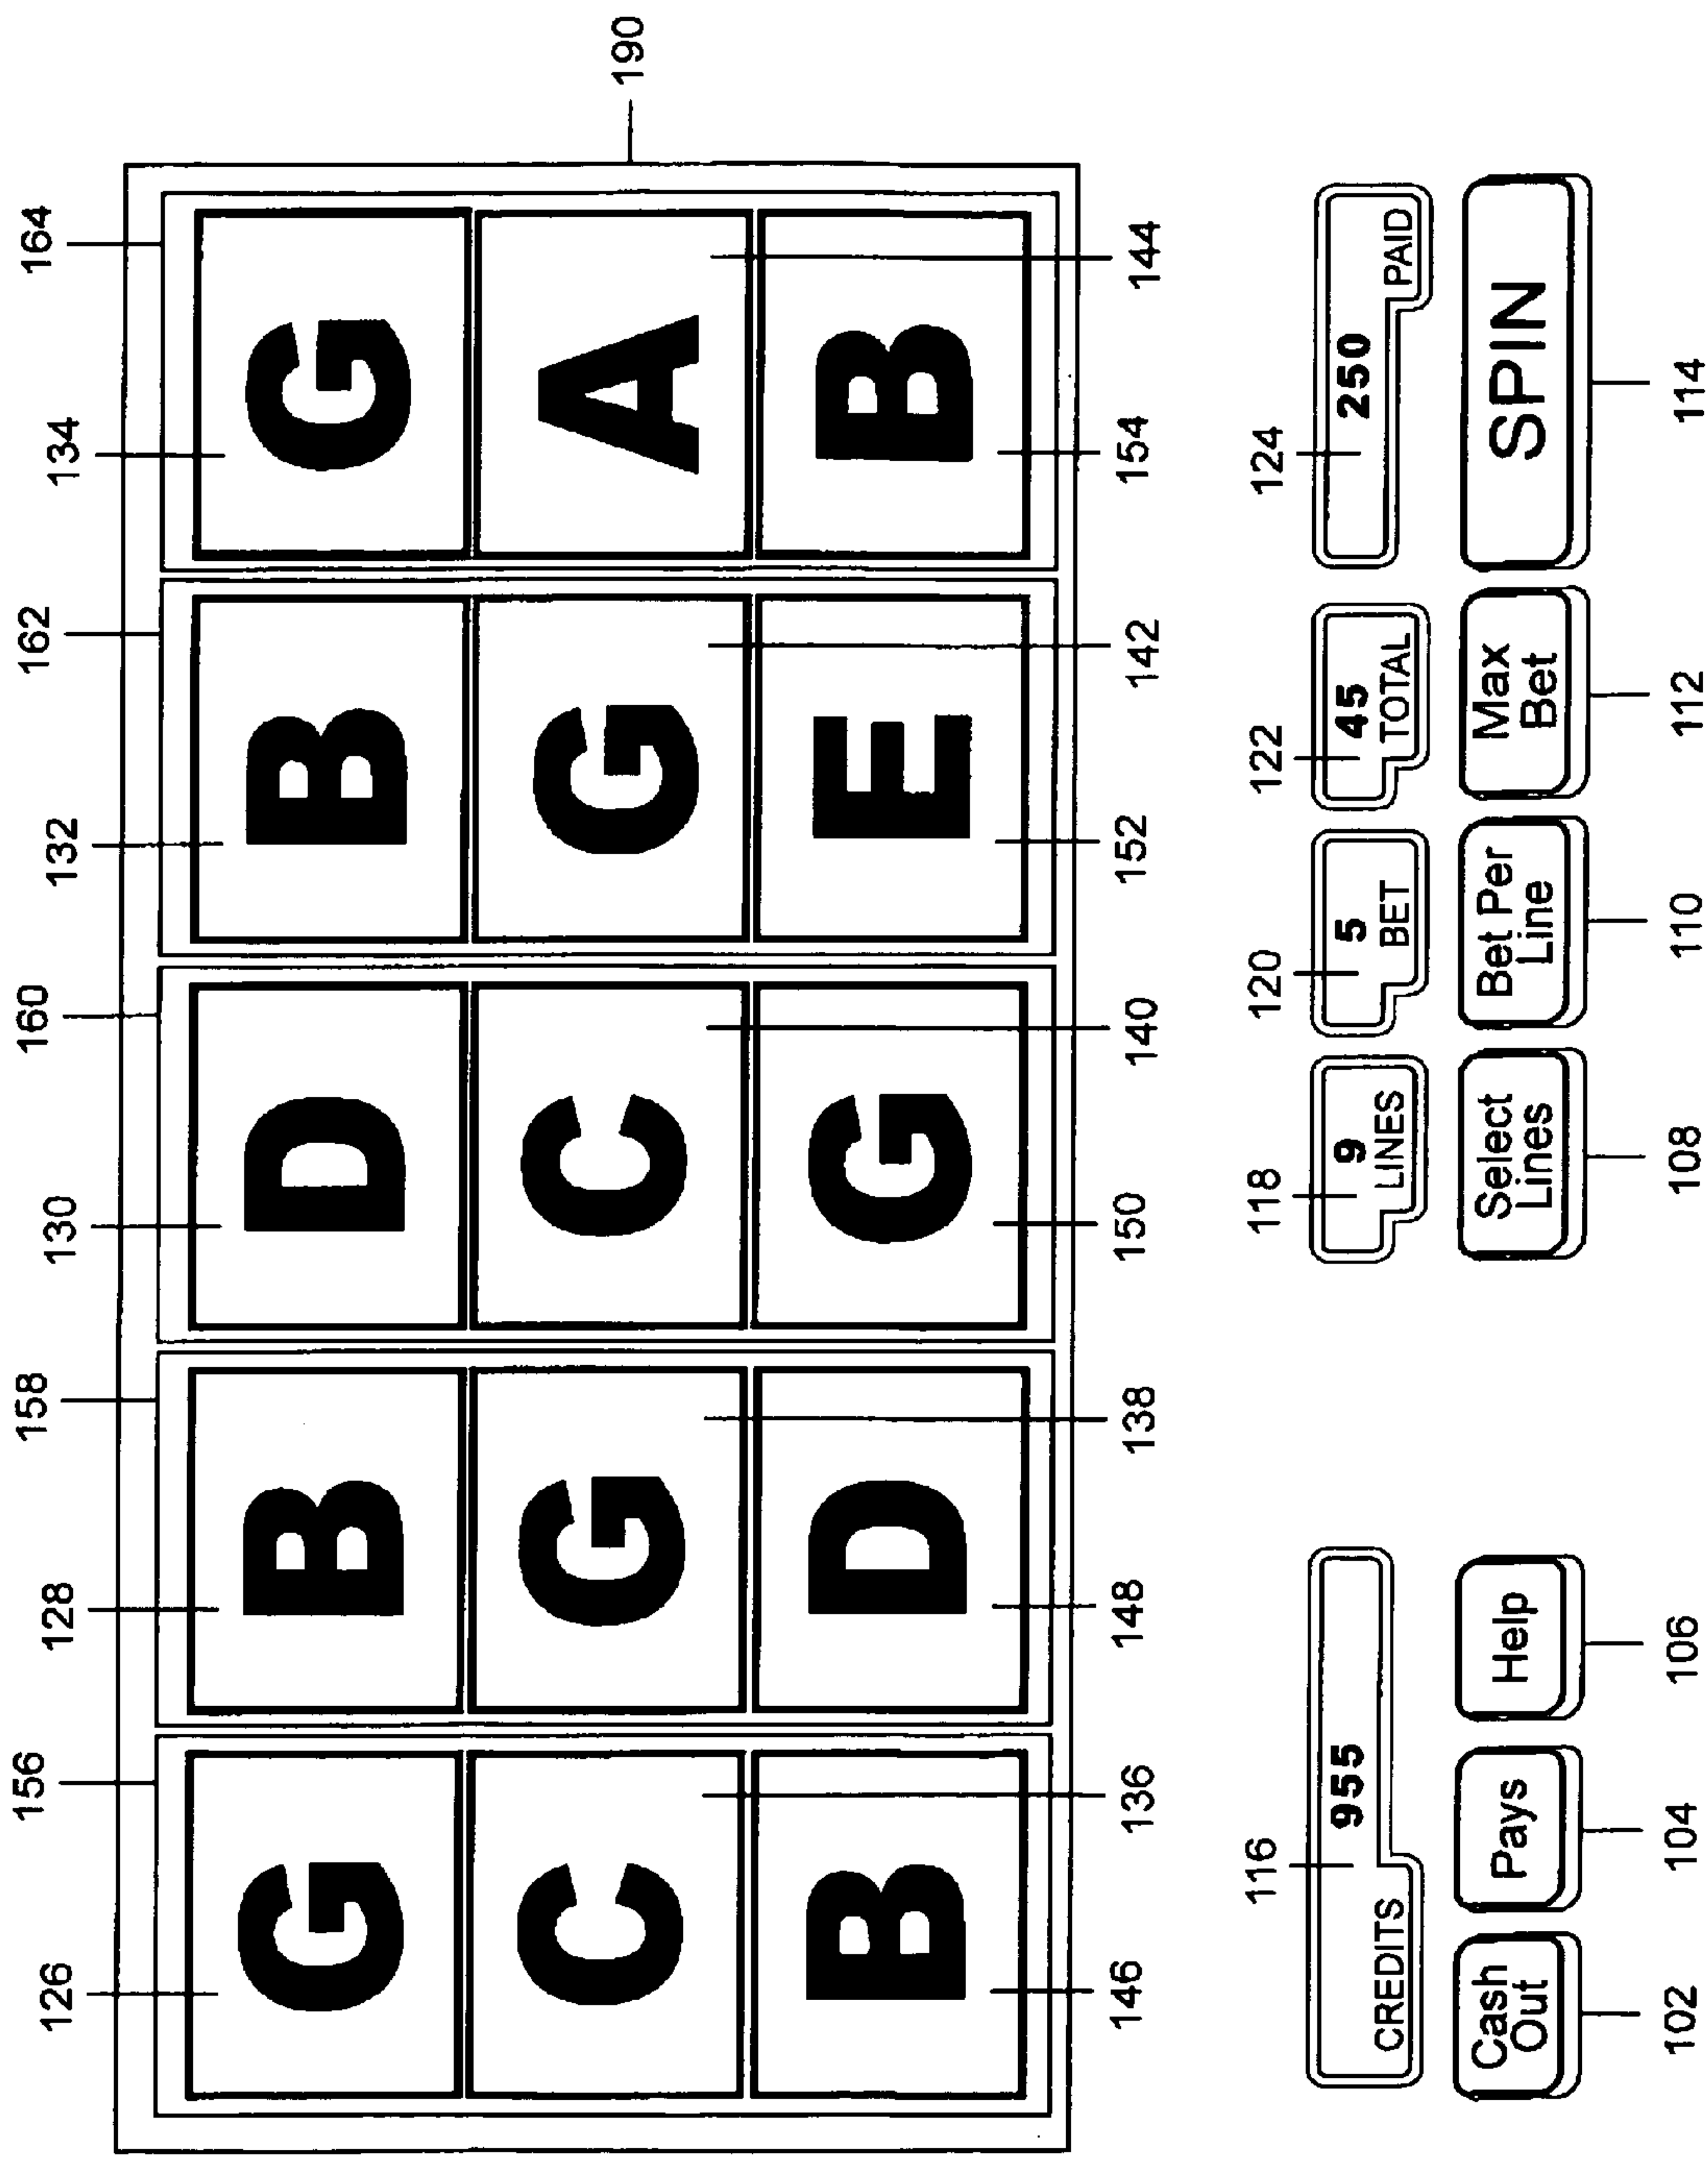 156 158 160 162 164
126 128 130 132 134
G B D B G
190
C G C G A
B D G E B
136 138 140 142 144
146 148 150 152 154
116 118 120 122 124
955 9 5 45 250
CREDITS LINES BET TOTAL PAID
Cash Out
Pays
Help
Select Lines
Bet Per Line
Max Bet
SPIN
102 104 106 108 110 112 114